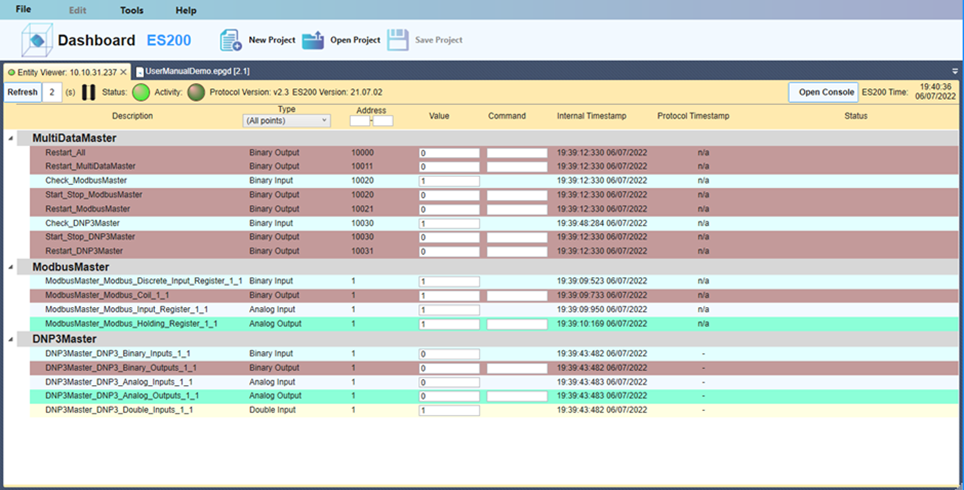 File Edit Tools Help
Dashboard ES200 New Project Open Project Save Project
Entity Viewer: 10.10.31.237 × UserManualDemo.epgd [2.1]
Refresh 2 (s) Status: Activity: Protocol Version: v2.3 ES200 Version: 21.07.02 Open Console ES200 Time: 19:40:36 06/07/2022
Description Type (All points) Address - Value Command Internal Timestamp Protocol Timestamp Status
MultiDataMaster
Restart_All Binary Output 10000 0 19:39:12:330 06/07/2022 n/a
Restart_MultiDataMaster Binary Output 10011 0 19:39:12:330 06/07/2022 n/a
Check_ModbusMaster Binary Input 10020 1 19:39:12:330 06/07/2022 n/a
Start_Stop_ModbusMaster Binary Output 10020 0 19:39:12:330 06/07/2022 n/a
Restart_ModbusMaster Binary Output 10021 0 19:39:12:330 06/07/2022 n/a
Check_DNP3Master Binary Input 10030 1 19:39:48:284 06/07/2022 n/a
Start_Stop_DNP3Master Binary Output 10030 0 19:39:12:330 06/07/2022 n/a
Restart_DNP3Master Binary Output 10031 0 19:39:12:330 06/07/2022 n/a
ModbusMaster
ModbusMaster_Modbus_Discrete_Input_Register_1_1 Binary Input 1 1 19:39:09:523 06/07/2022 n/a
ModbusMaster_Modbus_Coil_1_1 Binary Output 1 1 19:39:09:733 06/07/2022 n/a
ModbusMaster_Modbus_Input_Register_1_1 Analog Input 1 1 19:39:09:950 06/07/2022 n/a
ModbusMaster_Modbus_Holding_Register_1_1 Analog Output 1 1 19:39:10:169 06/07/2022 n/a
DNP3Master
DNP3Master_DNP3_Binary_Inputs_1_1 Binary Input 1 0 19:39:43:482 06/07/2022 -
DNP3Master_DNP3_Binary_Outputs_1_1 Binary Output 1 0 19:39:43:482 06/07/2022 -
DNP3Master_DNP3_Analog_Inputs_1_1 Analog Input 1 0 19:39:43:483 06/07/2022 -
DNP3Master_DNP3_Analog_Outputs_1_1 Analog Output 1 0 19:39:43:483 06/07/2022 -
DNP3Master_DNP3_Double_Inputs_1_1 Double Input 1 1 19:39:43:482 06/07/2022 -